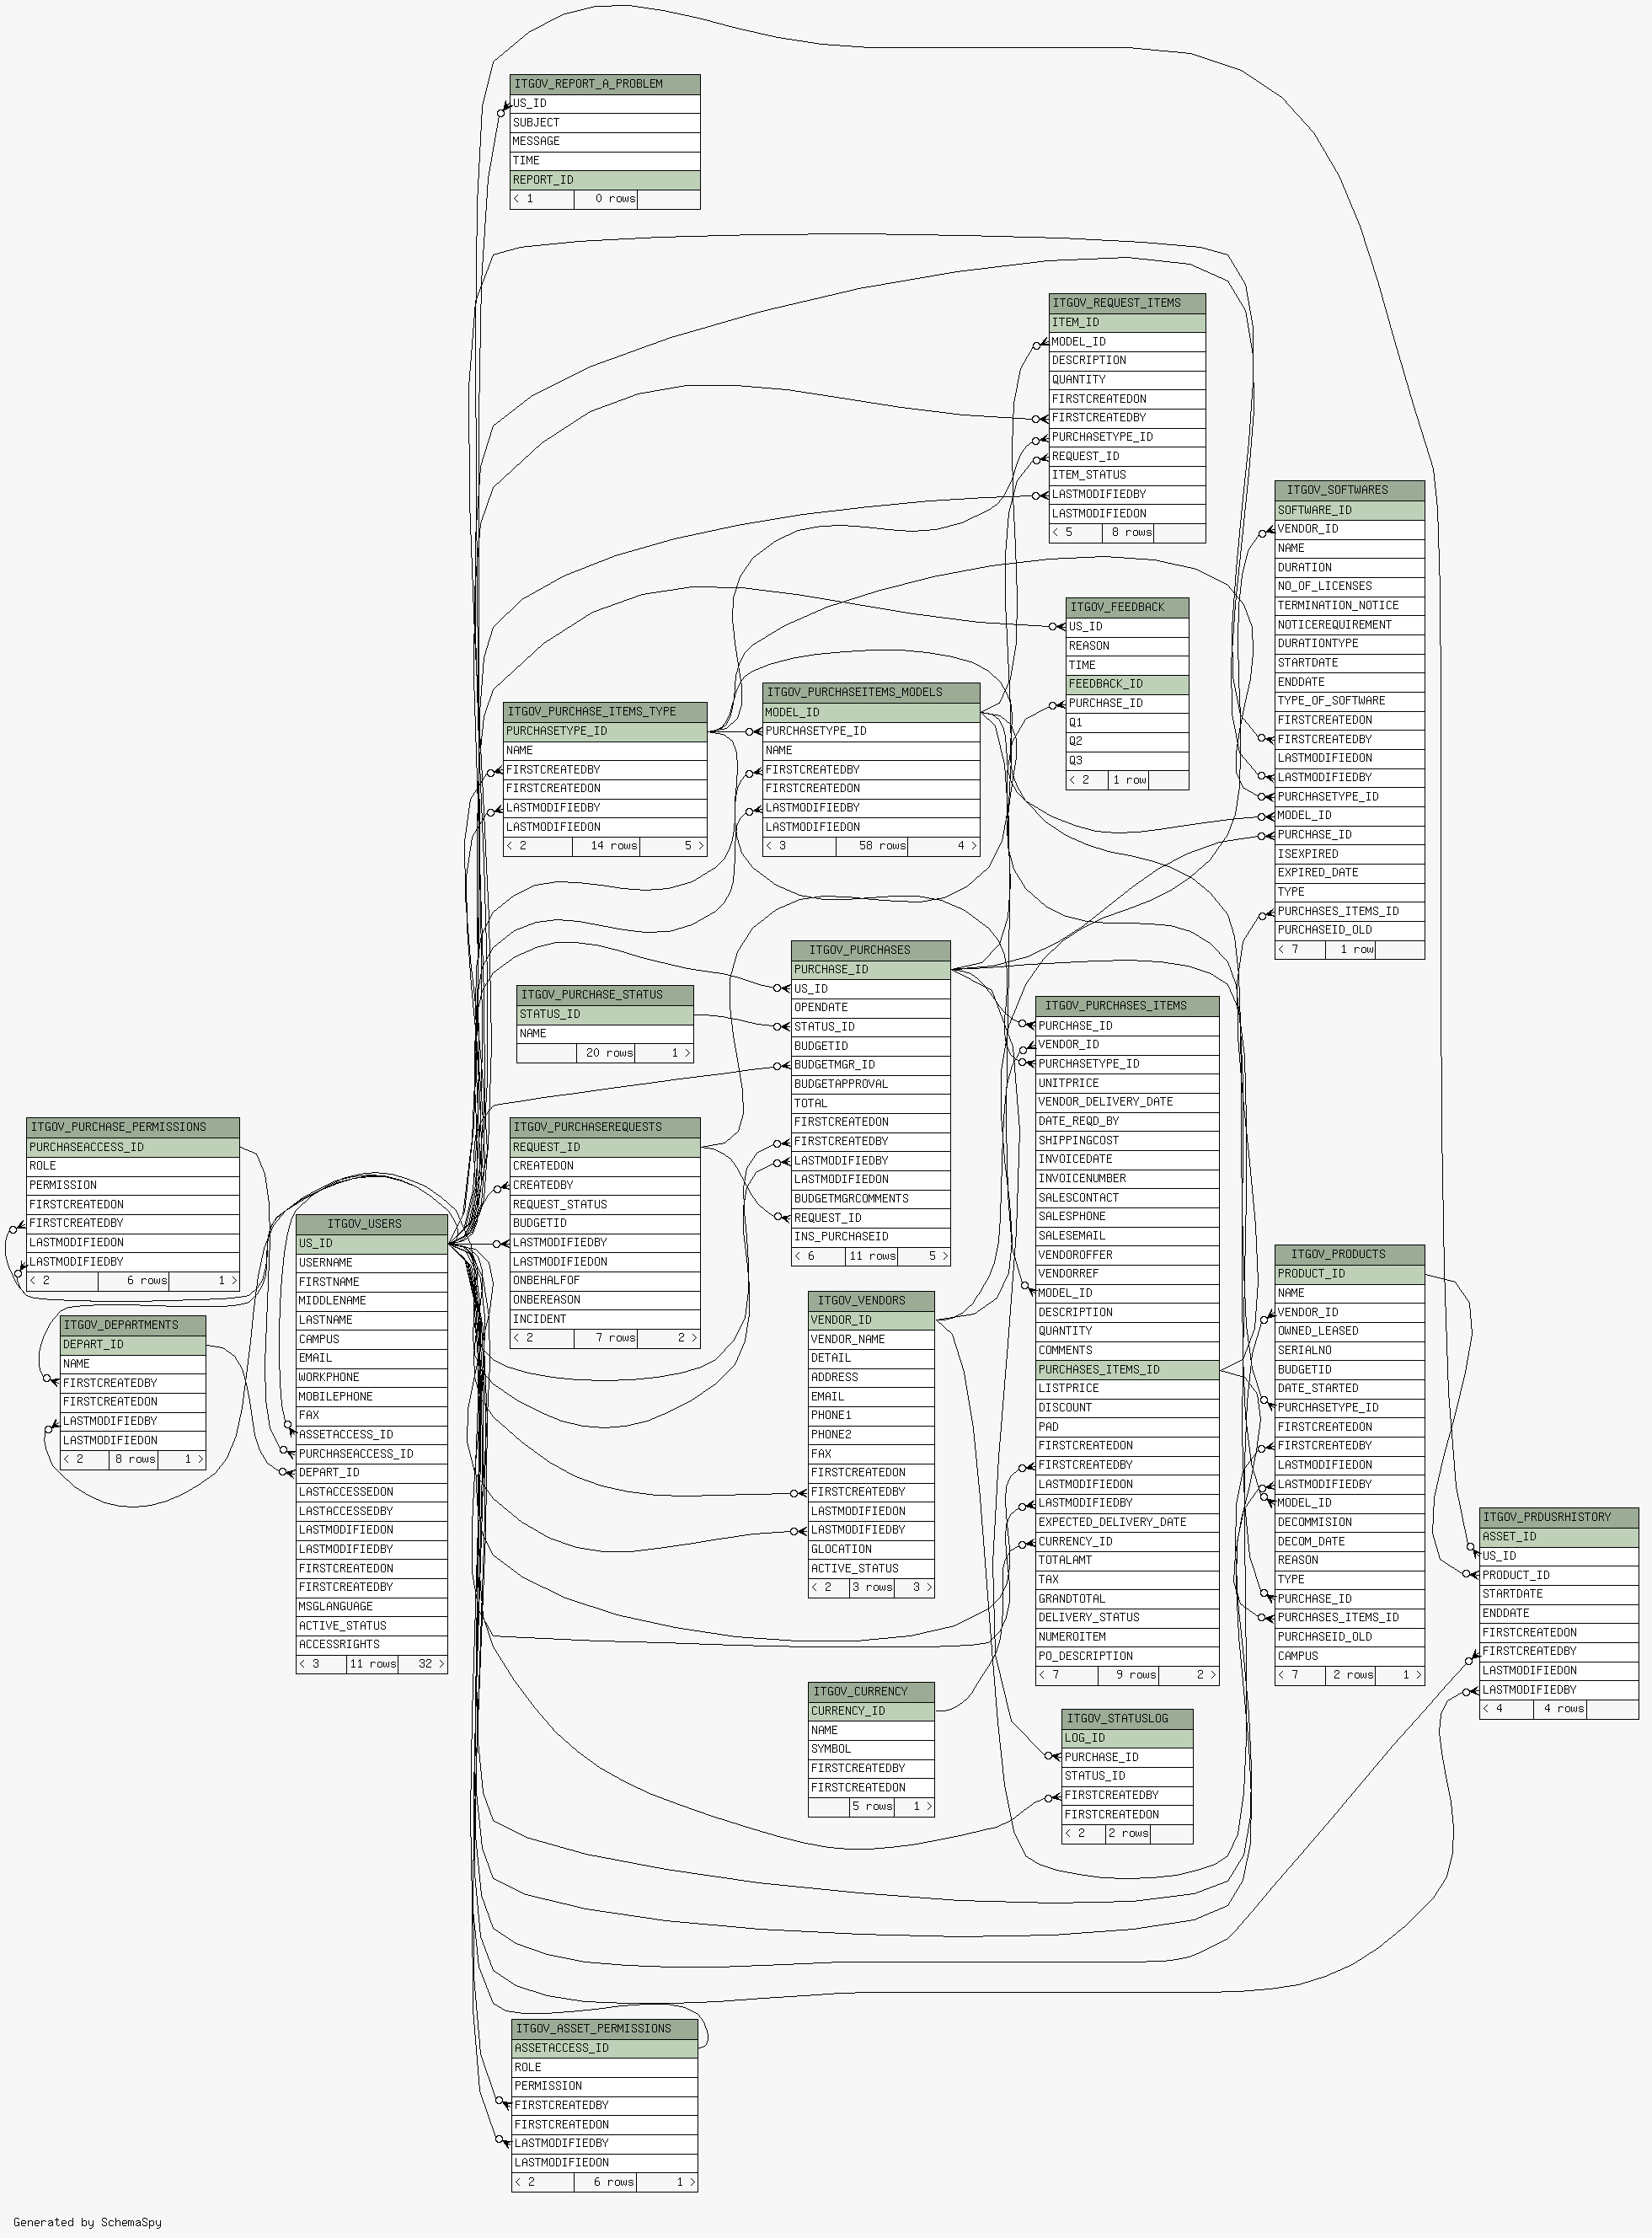 ITGOV_REPORT_A_PROBLEM
US_ID
SUBJECT
MESSAGE
TIME
REPORT_ID
< 1 0 rows
ITGOV_REQUEST_ITEMS
ITEM_ID
MODEL_ID
DESCRIPTION
QUANTITY
FIRSTCREATEDON
FIRSTCREATEDBY
PURCHASETYPE_ID
REQUEST_ID
ITEM_STATUS
LASTMODIFIEDBY
LASTMODIFIEDON
< 5 8 rows
ITGOV_SOFTWARES
SOFTWARE_ID
VENDOR_ID
NAME
DURATION
NO_OF_LICENSES
TERMINATION_NOTICE
NOTICEREQUIREMENT
DURATIONTYPE
STARTDATE
ENDDATE
TYPE_OF_SOFTWARE
FIRSTCREATEDON
FIRSTCREATEDBY
LASTMODIFIEDON
LASTMODIFIEDBY
PURCHASETYPE_ID
MODEL_ID
PURCHASE_ID
ISEXPIRED
EXPIRED_DATE
TYPE
PURCHASES_ITEMS_ID
PURCHASEID_OLD
< 7 1 row
ITGOV_FEEDBACK
US_ID
REASON
TIME
FEEDBACK_ID
PURCHASE_ID
Q1
Q2
Q3
< 2 1 row
ITGOV_PURCHASE_ITEMS_TYPE
PURCHASETYPE_ID
NAME
FIRSTCREATEDBY
FIRSTCREATEDON
LASTMODIFIEDBY
LASTMODIFIEDON
< 2 14 rows 5 >
ITGOV_PURCHASEITEMS_MODELS
MODEL_ID
PURCHASETYPE_ID
NAME
FIRSTCREATEDBY
FIRSTCREATEDON
LASTMODIFIEDBY
LASTMODIFIEDON
< 3 58 rows 4 >
ITGOV_PURCHASES
PURCHASE_ID
US_ID
OPENDATE
STATUS_ID
BUDGETID
BUDGETMGR_ID
BUDGETAPPROVAL
TOTAL
FIRSTCREATEDON
FIRSTCREATEDBY
LASTMODIFIEDBY
LASTMODIFIEDON
BUDGETMGRCOMMENTS
REQUEST_ID
INS_PURCHASEID
< 6 11 rows 5 >
ITGOV_PURCHASE_STATUS
STATUS_ID
NAME
20 rows 1 >
ITGOV_PURCHASES_ITEMS
PURCHASE_ID
VENDOR_ID
PURCHASETYPE_ID
UNITPRICE
VENDOR_DELIVERY_DATE
DATE_REQD_BY
SHIPPINGCOST
INVOICEDATE
INVOICENUMBER
SALESCONTACT
SALESPHONE
SALESEMAIL
VENDOROFFER
VENDORREF
MODEL_ID
DESCRIPTION
QUANTITY
COMMENTS
PURCHASES_ITEMS_ID
LISTPRICE
DISCOUNT
PAD
FIRSTCREATEDON
FIRSTCREATEDBY
LASTMODIFIEDON
LASTMODIFIEDBY
EXPECTED_DELIVERY_DATE
CURRENCY_ID
TOTALAMT
TAX
GRANDTOTAL
DELIVERY_STATUS
NUMEROITEM
PO_DESCRIPTION
< 7 9 rows 2 >
ITGOV_PURCHASE_PERMISSIONS
PURCHASEACCESS_ID
ROLE
PERMISSION
FIRSTCREATEDON
FIRSTCREATEDBY
LASTMODIFIEDON
LASTMODIFIEDBY
< 2 6 rows 1 >
ITGOV_PURCHASEREQUESTS
REQUEST_ID
CREATEDON
CREATEDBY
REQUEST_STATUS
BUDGETID
LASTMODIFIEDBY
LASTMODIFIEDON
ONBEHALFOF
ONBEREASON
INCIDENT
< 2 7 rows 2 >
ITGOV_USERS
US_ID
USERNAME
FIRSTNAME
MIDDLENAME
LASTNAME
CAMPUS
EMAIL
WORKPHONE
MOBILEPHONE
FAX
ASSETACCESS_ID
PURCHASEACCESS_ID
DEPART_ID
LASTACCESSEDON
LASTACCESSEDBY
LASTMODIFIEDON
LASTMODIFIEDBY
FIRSTCREATEDON
FIRSTCREATEDBY
MSGLANGUAGE
ACTIVE_STATUS
ACCESSRIGHTS
< 3 11 rows 32 >
ITGOV_DEPARTMENTS
DEPART_ID
NAME
FIRSTCREATEDBY
FIRSTCREATEDON
LASTMODIFIEDBY
LASTMODIFIEDON
< 2 8 rows 1 >
ITGOV_VENDORS
VENDOR_ID
VENDOR_NAME
DETAIL
ADDRESS
EMAIL
PHONE1
PHONE2
FAX
FIRSTCREATEDON
FIRSTCREATEDBY
LASTMODIFIEDON
LASTMODIFIEDBY
GLOCATION
ACTIVE_STATUS
< 2 3 rows 3 >
ITGOV_PRODUCTS
PRODUCT_ID
NAME
VENDOR_ID
OWNED_LEASED
SERIALNO
BUDGETID
DATE_STARTED
PURCHASETYPE_ID
FIRSTCREATEDON
FIRSTCREATEDBY
LASTMODIFIEDON
LASTMODIFIEDBY
MODEL_ID
DECOMMISION
DECOM_DATE
REASON
TYPE
PURCHASE_ID
PURCHASES_ITEMS_ID
PURCHASEID_OLD
CAMPUS
< 7 2 rows 1 >
ITGOV_PRDUSRHISTORY
ASSET_ID
US_ID
PRODUCT_ID
STARTDATE
ENDDATE
FIRSTCREATEDON
FIRSTCREATEDBY
LASTMODIFIEDON
LASTMODIFIEDBY
< 4 4 rows
ITGOV_CURRENCY
CURRENCY_ID
NAME
SYMBOL
FIRSTCREATEDBY
FIRSTCREATEDON
5 rows 1 >
ITGOV_STATUSLOG
LOG_ID
PURCHASE_ID
STATUS_ID
FIRSTCREATEDBY
FIRSTCREATEDON
< 2 2 rows
ITGOV_ASSET_PERMISSIONS
ASSETACCESS_ID
ROLE
PERMISSION
FIRSTCREATEDBY
FIRSTCREATEDON
LASTMODIFIEDBY
LASTMODIFIEDON
< 2 6 rows 1 >
Generated by SchemaSpy